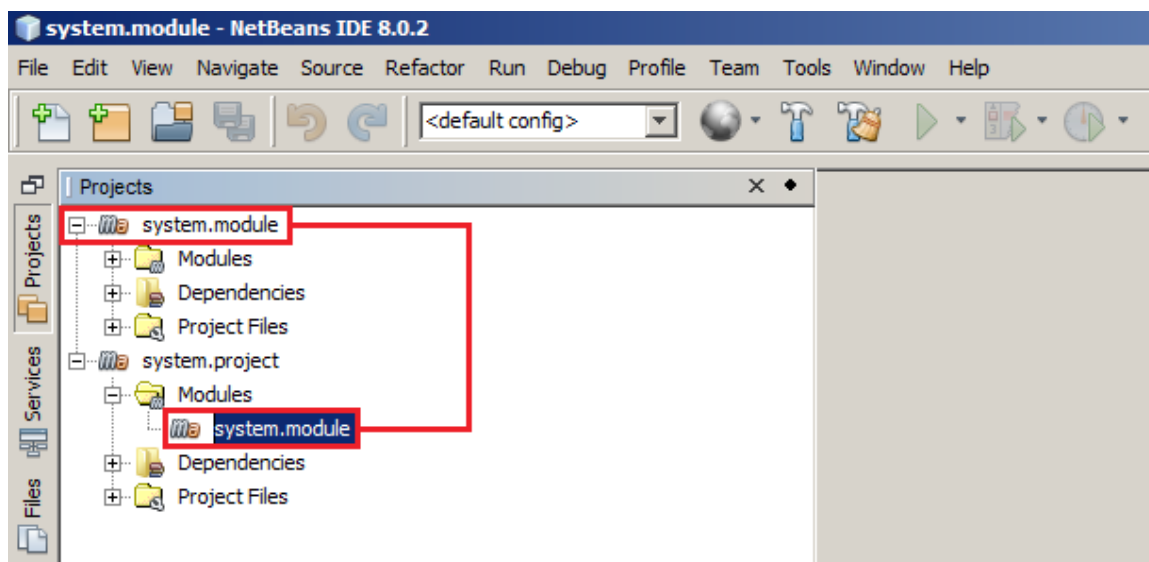 system.module - NetBeans IDE 8.0.2
File Edit View Navigate Source Refactor Run Debug Profile Team Tools Window Help
<default config>
Projects
Projects
Services
Files
system.module
Modules
Dependencies
Project Files
system.project
Modules
system.module
Dependencies
Project Files